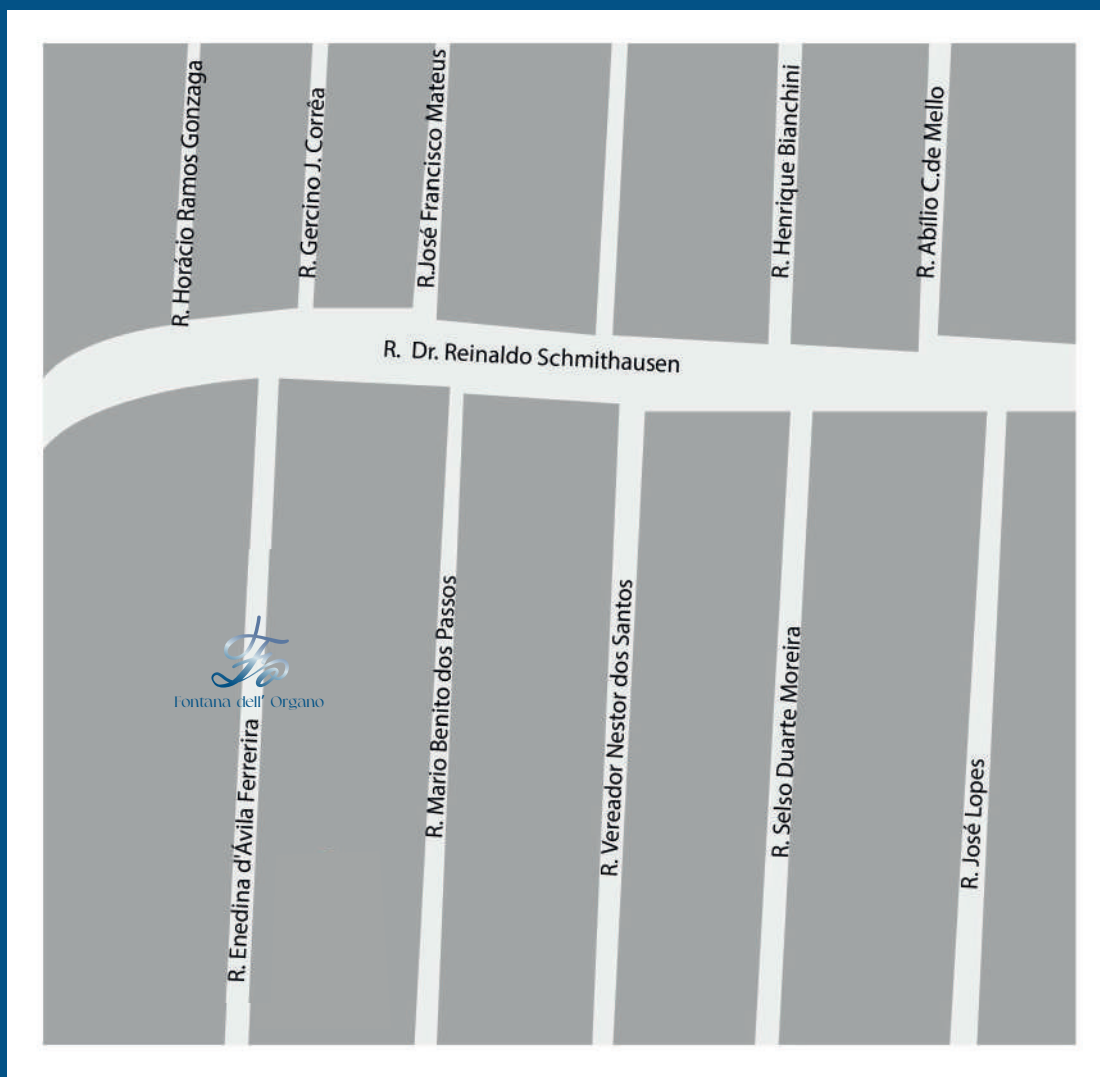 R. Horácio Ramos Gonzaga
R. Gercino J. Corrêa
R.José Francisco Mateus
R. Henrique Bianchini
R. Abílio C.de Mello
R.  Dr. Reinaldo Schmithausen
Fo
Fontana dell' Organo
R. Enedina d'Ávila Ferrerira
R. Mario Benito dos Passos
R. Vereador Nestor dos Santos
R. Selso Duarte Moreira
R. José Lopes